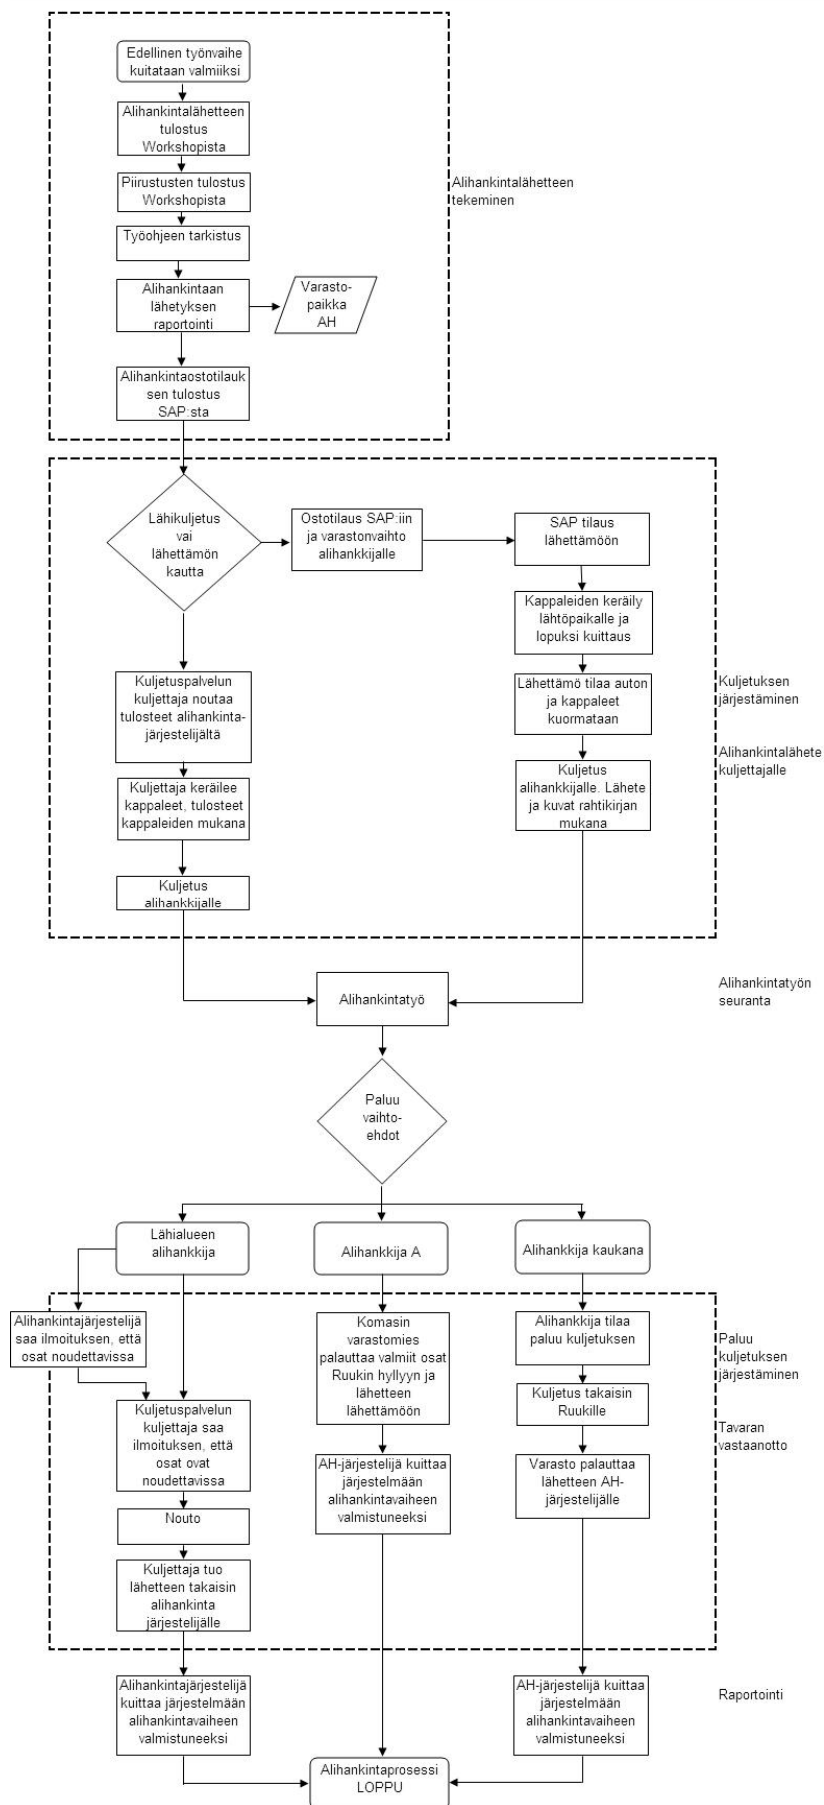 Edellinen työnvaihe
kuitataan valmiiksi
Alihankintalähetteen
tulostus
Workshopista
Piirustusten tulostus
Workshopista
Alihankintalähetteen
tekeminen
Työohjeen tarkistus
Alihankintaan
lähetyksen
raportointi
Varasto-
paikka
AH
Alihankintaostotilauk
sen tulostus
SAP:sta
Lähikuljetus
vai
lähettämön
kautta
Ostotilaus SAP:iin
ja varastonvaihto
alihankkijalle
SAP tilaus
lähettämöön
Kappaleiden keräily
lähtöpaikalle ja
lopuksi kuittaus
Kuljetuspalvelun
kuljettaja noutaa
tulosteet alihankinta-
järjestelijältä
Lähettämö tilaa auton
ja kappaleet
kuormataan
Kuljetuksen
järjestäminen
Alihankintalähete
kuljettajalle
Kuljettaja keräilee
kappaleet, tulosteet
kappaleiden mukana
Kuljetus
alihankkijalle. Lähete
ja kuvat rahtikirjan
mukana
Kuljetus
alihankkijalle
Alihankintatyö
Alihankintatyön
seuranta
Paluu
vaihto-
ehdot
Lähialueen
alihankkija
Alihankkija A
Alihankkija kaukana
Alihankintajärjestelijä
saa ilmoituksen, että
osat noudettavissa
Komasin
varastomies
palauttaa valmiit osat
Ruukin hyllyyn ja
lähetteen
lähettämöön
Alihankkija tilaa
paluu kuljetuksen
Paluu
kuljetuksen
järjestäminen
Kuljetus takaisin
Ruukille
Kuljetuspalvelun
kuljettaja saa
ilmoituksen, että
osat ovat
noudettavissa
Tavaran
vastaanotto
AH-järjestelijä kuittaa
järjestelmään
alihankintavaiheen
valmistuneeksi
Varasto palauttaa
lähetteen AH-
järjestelijälle
Nouto
Kuljettaja tuo
lähetteen takaisin
alihankinta
järjestelijälle
Alihankintajärjestelijä
kuittaa järjestelmään
alihankintavaiheen
valmistuneeksi
AH-järjestelijä kuittaa
järjestelmään
alihankintavaiheen
valmistuneeksi
Raportointi
Alihankintaprosessi
LOPPU